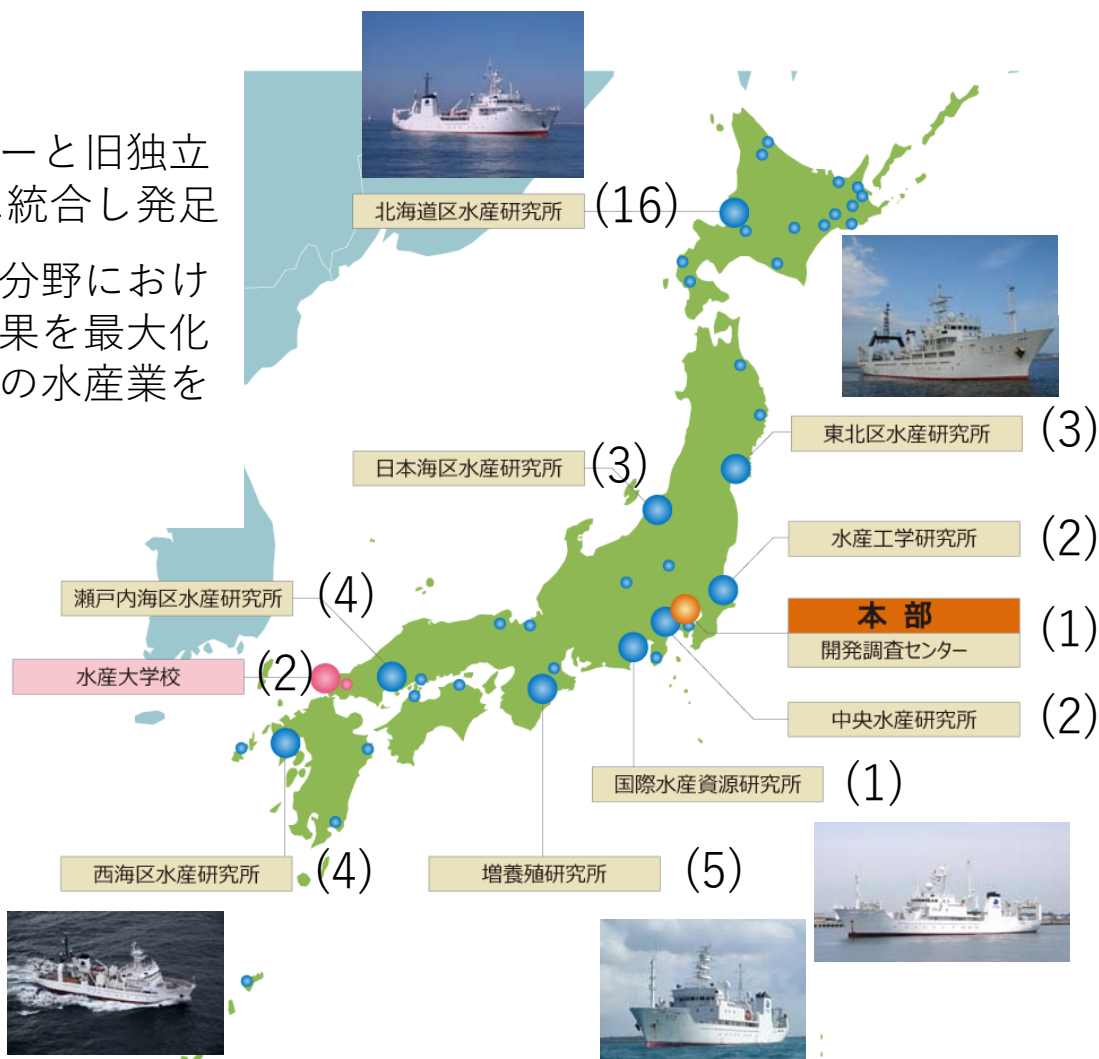 ーと旧独立
統合し発足
分野におけ
果を最大化
の水産業を
北海道区水産研究所 (16)
東北区水産研究所 (3)
日本海区水産研究所 (3)
水産工学研究所 (2)
瀬戸内海区水産研究所 (4)
本部 (1)
開発調査センター
水産大学校 (2)
中央水産研究所 (2)
国際水産資源研究所 (1)
西海区水産研究所 (4)
増養殖研究所 (5)